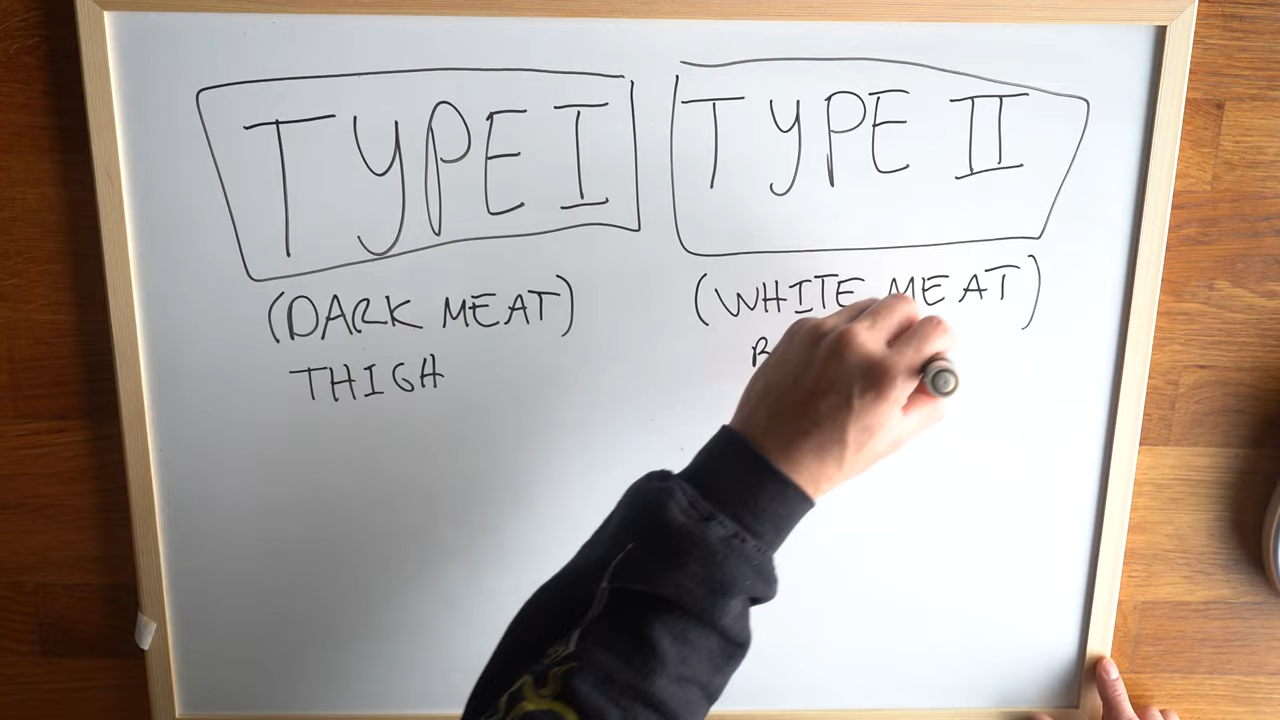 TYPE I
TYPE II
(DARK MEAT)
(WHITE MEAT)
THIGH